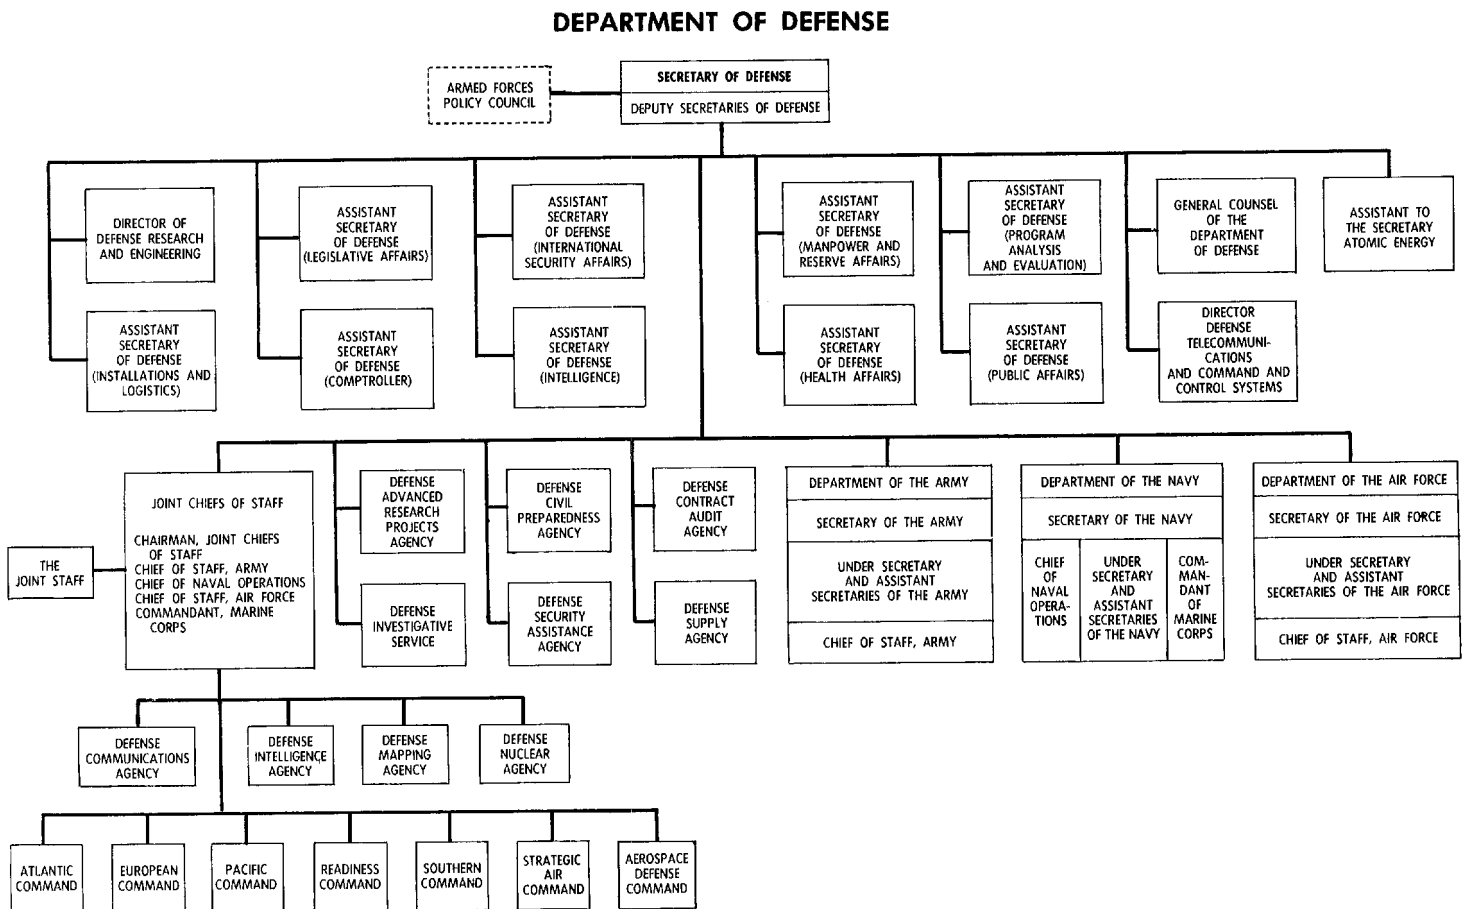 DEPARTMENT OF DEFENSE
ARMED FORCES
POLICY COUNCIL
SECRETARY OF DEFENSE
DEPUTY SECRETARIES OF DEFENSE
DIRECTOR OF
DEFENSE RESEARCH
AND ENGINEERING
ASSISTANT
SECRETARY
OF DEFENSE
(LEGISLATIVE AFFAIRS)
ASSISTANT
SECRETARY
OF DEFENSE
(INTERNATIONAL
SECURITY AFFAIRS)
ASSISTANT
SECRETARY
OF DEFENSE
(MANPOWER AND
RESERVE AFFAIRS)
ASSISTANT
SECRETARY
OF DEFENSE
(PROGRAM
ANALYSIS
AND EVALUATION)
GENERAL COUNSEL
OF THE
DEPARTMENT
OF DEFENSE
ASSISTANT TO
THE SECRETARY
ATOMIC ENERGY
ASSISTANT
SECRETARY
OF DEFENSE
(INSTALLATIONS AND
LOGISTICS)
ASSISTANT
SECRETARY
OF DEFENSE
(COMPTROLLER)
ASSISTANT
SECRETARY
OF DEFENSE
(INTELLIGENCE)
ASSISTANT
SECRETARY
OF DEFENSE
(HEALTH AFFAIRS)
ASSISTANT
SECRETARY
OF DEFENSE
(PUBLIC AFFAIRS)
DIRECTOR
DEFENSE
TELECOMMUNI-
CATIONS
AND COMMAND AND
CONTROL SYSTEMS
THE
JOINT STAFF
JOINT CHIEFS OF STAFF
CHAIRMAN, JOINT CHIEFS
OF STAFF
CHIEF OF STAFF, ARMY
CHIEF OF NAVAL OPERATIONS
CHIEF OF STAFF, AIR FORCE
COMMANDANT, MARINE
CORPS
DEFENSE
ADVANCED
RESEARCH
PROJECTS
AGENCY
DEFENSE
CIVIL
PREPAREDNESS
AGENCY
DEFENSE
CONTRACT
AUDIT
AGENCY
DEFENSE
INVESTIGATIVE
SERVICE
DEFENSE
SECURITY
ASSISTANCE
AGENCY
DEFENSE
SUPPLY
AGENCY
DEPARTMENT OF THE ARMY
SECRETARY OF THE ARMY
UNDER SECRETARY
AND ASSISTANT
SECRETARIES OF THE ARMY
CHIEF OF STAFF, ARMY
DEPARTMENT OF THE NAVY
SECRETARY OF THE NAVY
CHIEF
OF
NAVAL
OPERA-
TIONS
UNDER
SECRETARY
AND
ASSISTANT
SECRETARIES
OF THE NAVY
COM-
MAN-
DANT
OF
MARINE
CORPS
DEPARTMENT OF THE AIR FORCE
SECRETARY OF THE AIR FORCE
UNDER SECRETARY
AND ASSISTANT
SECRETARIES OF THE AIR FORCE
CHIEF OF STAFF, AIR FORCE
DEFENSE
COMMUNICATIONS
AGENCY
DEFENSE
INTELLIGENCE
AGENCY
DEFENSE
MAPPING
AGENCY
DEFENSE
NUCLEAR
AGENCY
ATLANTIC
COMMAND
EUROPEAN
COMMAND
PACIFIC
COMMAND
READINESS
COMMAND
SOUTHERN
COMMAND
STRATEGIC
AIR
COMMAND
AEROSPACE
DEFENSE
COMMAND